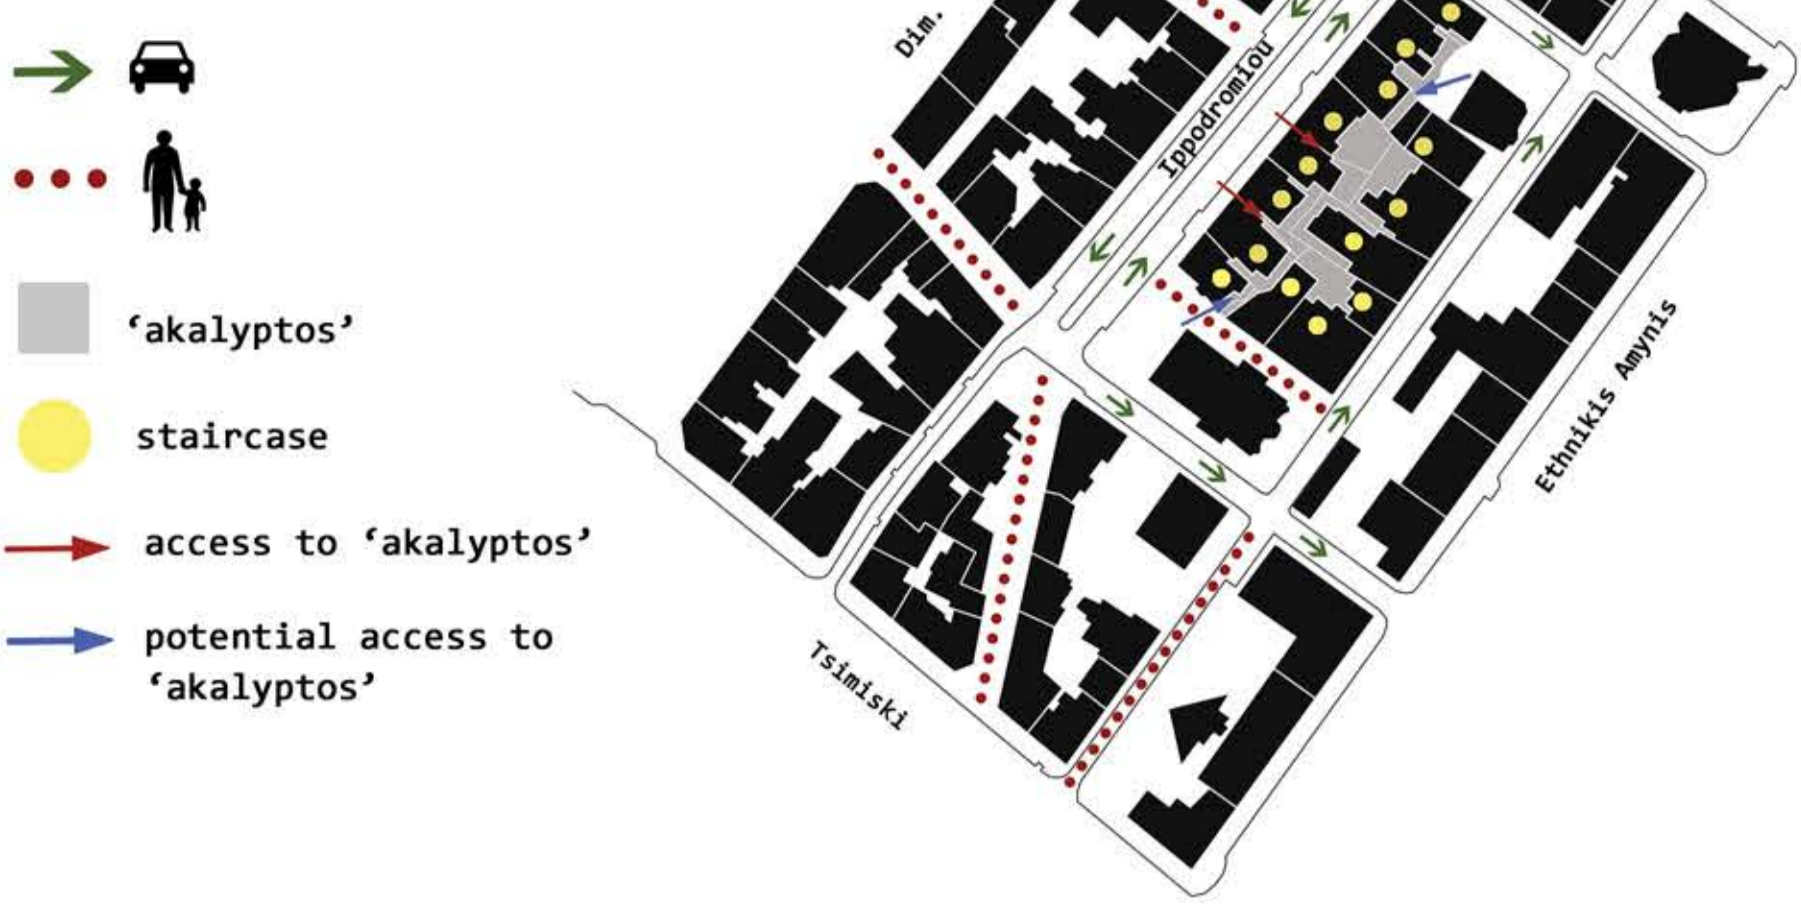 ‘akalyptos’
staircase
access to ‘akalyptos’
potential access to
‘akalyptos’
Dim.
Ippodromiou
Ethnikis Amynis
Tsimiski